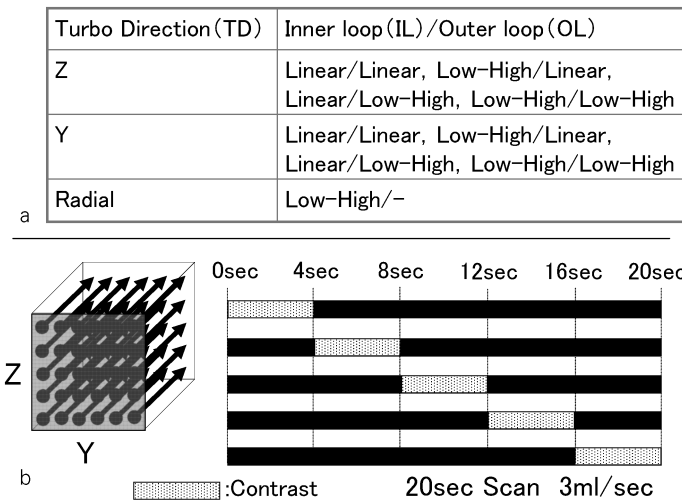 Turbo Direction(TD) Inner loop(IL)/Outer loop(OL)
Z Linear/Linear, Low-High/Linear,
Linear/Low-High, Low-High/Low-High
Y Linear/Linear, Low-High/Linear,
Linear/Low-High, Low-High/Low-High
Radial Low-High/-
a
0sec 4sec 8sec 12sec 16sec 20sec
Z
Y
b
:Contrast 20sec Scan 3ml/sec